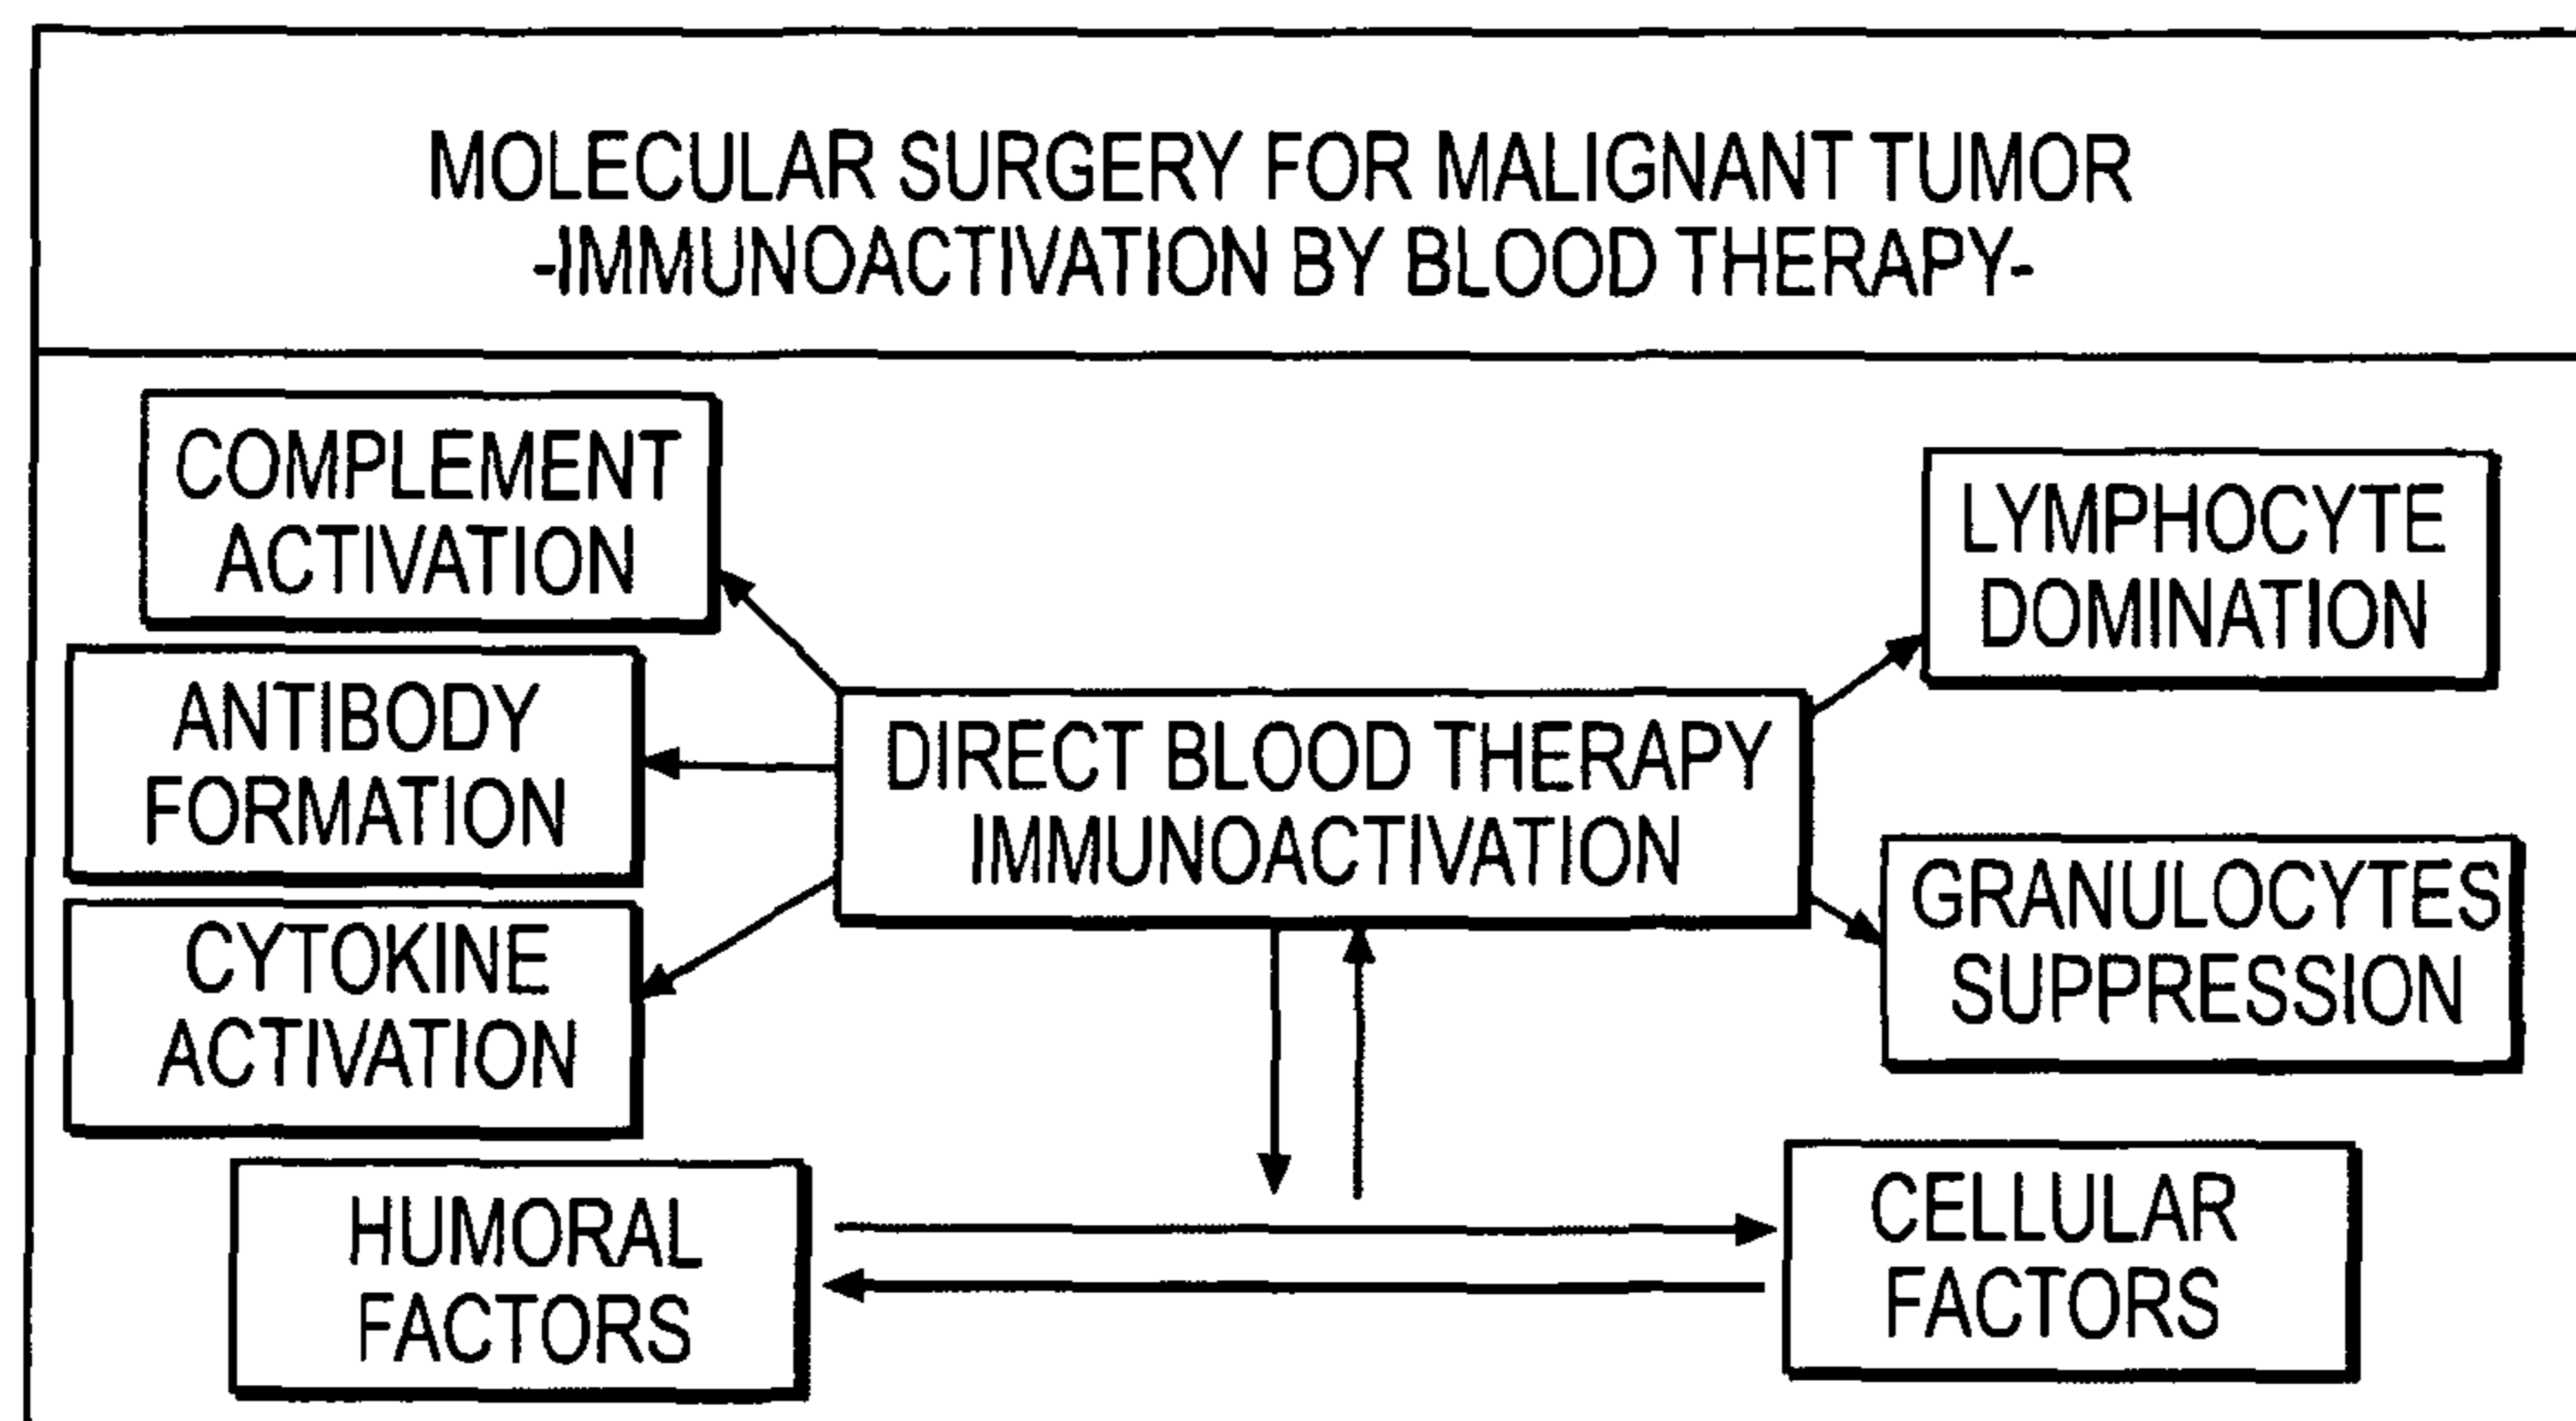 MOLECULAR SURGERY FOR MALIGNANT TUMOR
-IMMUNOACTIVATION BY BLOOD THERAPY-
COMPLEMENT
ACTIVATION
ANTIBODY
FORMATION
CYTOKINE
ACTIVATION
DIRECT BLOOD THERAPY
IMMUNOACTIVATION
LYMPHOCYTE
DOMINATION
GRANULOCYTES
SUPPRESSION
HUMORAL
FACTORS
CELLULAR
FACTORS